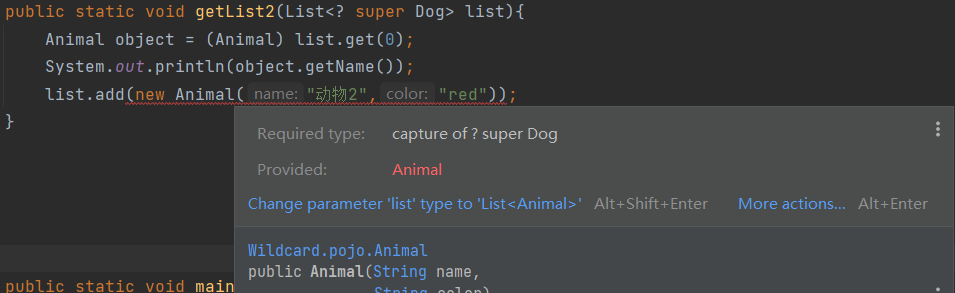 public static void getList2(List<? super Dog> list){
Animal object = (Animal) list.get(0);
System.out.println(object.getName());
list.add(new Animal( name: "动物2", color: "red"));
}
Required type: capture of ? super Dog
Provided: Animal
Change parameter 'list' type to 'List<Animal>' Alt+Shift+Enter More actions... Alt+Enter
Wildcard.pojo.Animal
public Animal(String name,
String color)
public static void main